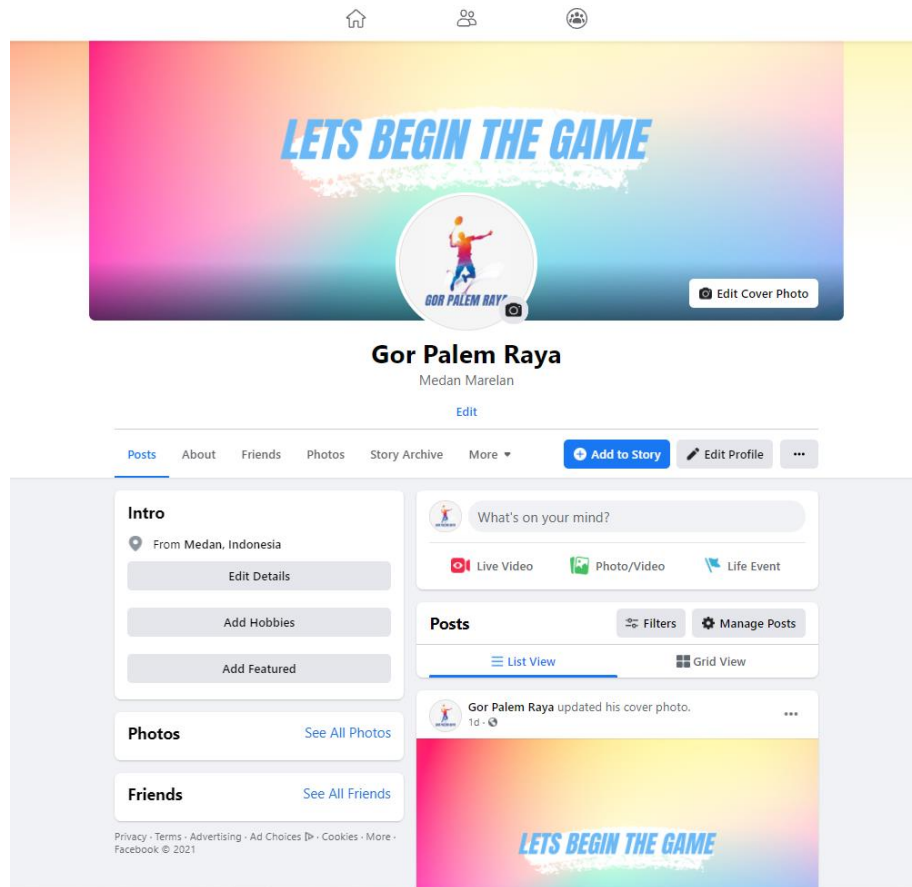 LETS BEGIN THE GAME
GOR PALEM RAYA
Edit Cover Photo
Gor Palem Raya
Medan Marelan
Edit
Posts About Friends Photos Story Archive More
Add to Story Edit Profile
Intro
From Medan, Indonesia
Edit Details
Add Hobbies
Add Featured
Photos See All Photos
Friends See All Friends
Privacy · Terms · Advertising · Ad Choices · Cookies · More ·
Facebook © 2021
What's on your mind?
Live Video Photo/Video Life Event
Posts Filters Manage Posts
List View Grid View
Gor Palem Raya updated his cover photo.
1d ·
LETS BEGIN THE GAME